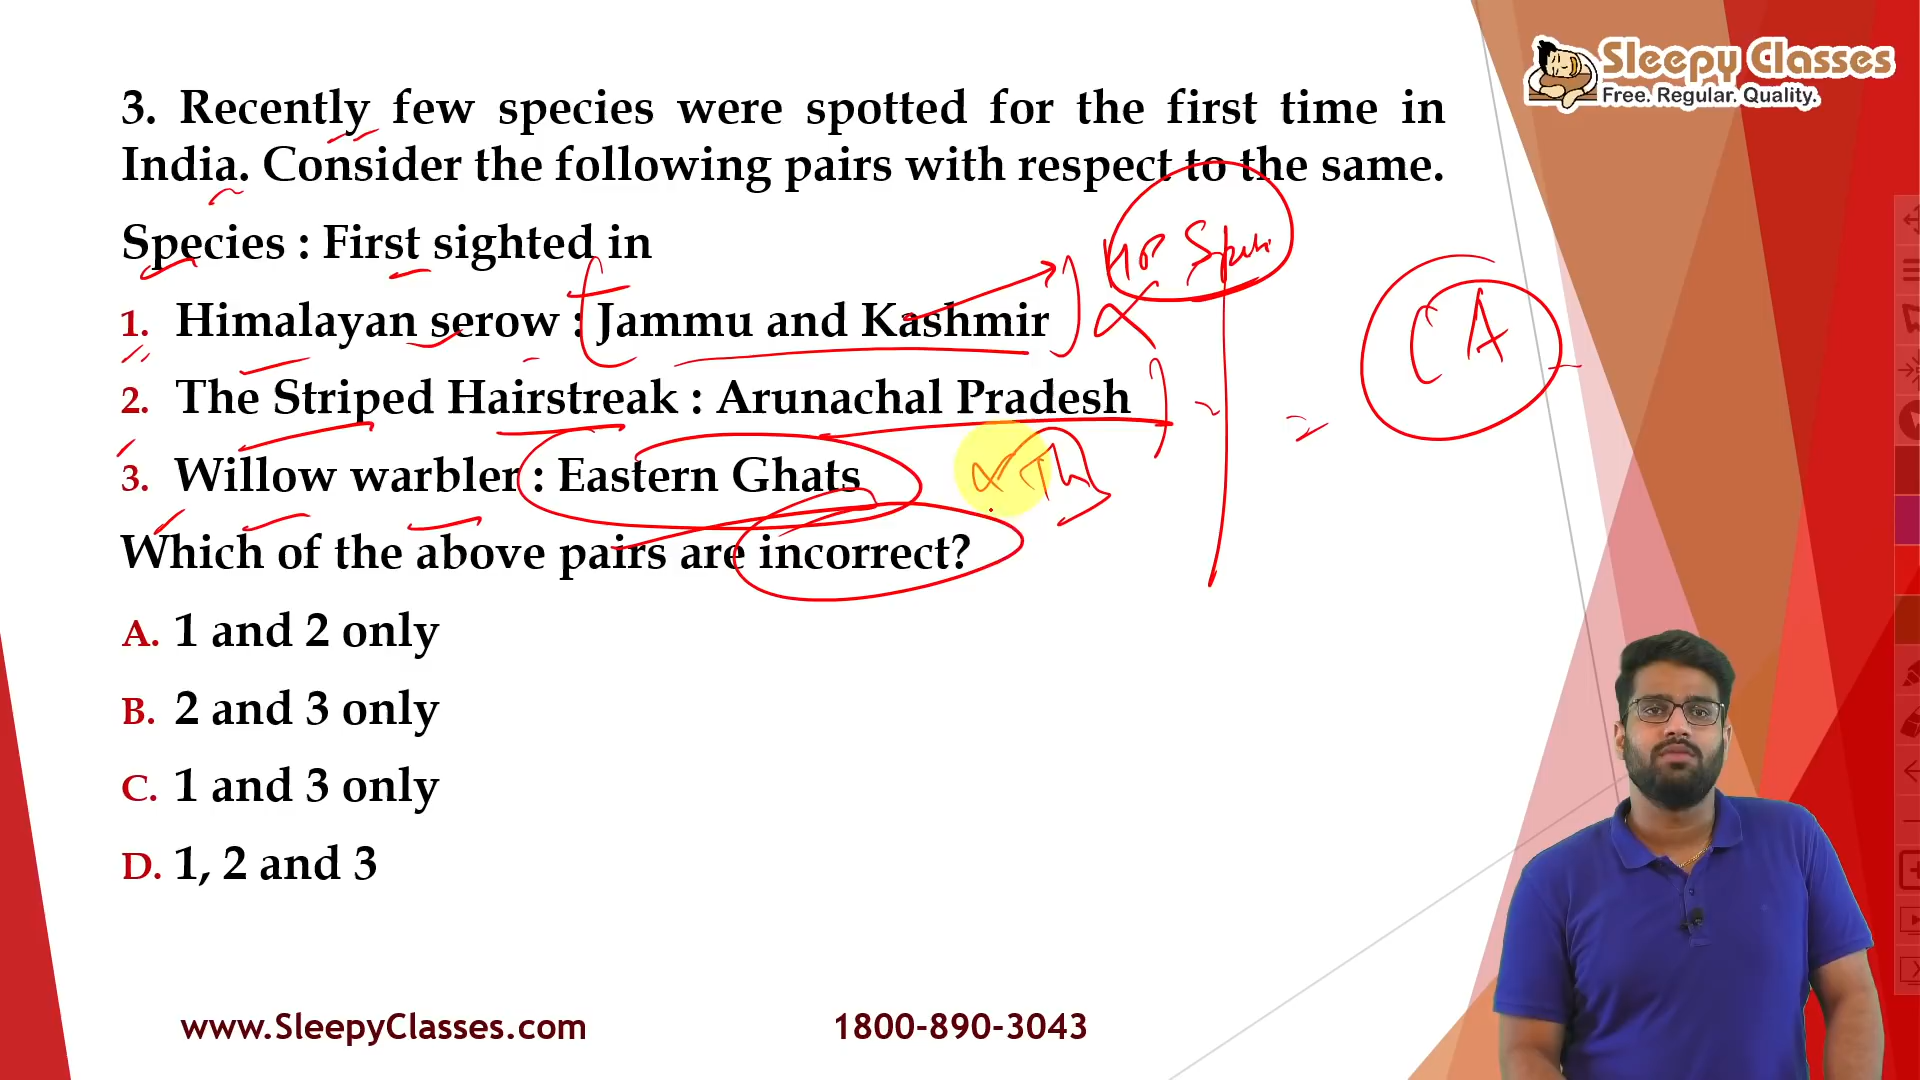 Sleepy Classes
Free. Regular. Quality.
3. Recently few species were spotted for the first time in
India. Consider the following pairs with respect to the same.
Species : First sighted in
1. Himalayan serow : Jammu and Kashmir
2. The Striped Hairstreak : Arunachal Pradesh
3. Willow warbler : Eastern Ghats
Which of the above pairs are incorrect?
A. 1 and 2 only
B. 2 and 3 only
C. 1 and 3 only
D. 1, 2 and 3
HP
A
www.SleepyClasses.com
1800-890-3043